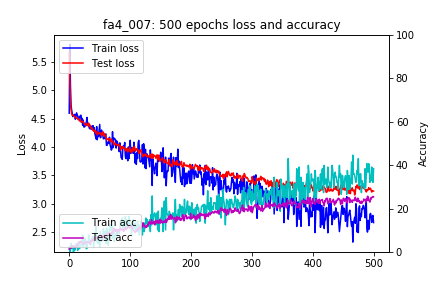 fa4_007: 500 epochs loss and accuracy
Train loss
Test loss
Train acc
Test acc
Loss
5.5
5.0
4.5
4.0
3.5
3.0
2.5
Accuracy
100
80
60
40
20
0
0 100 200 300 400 500